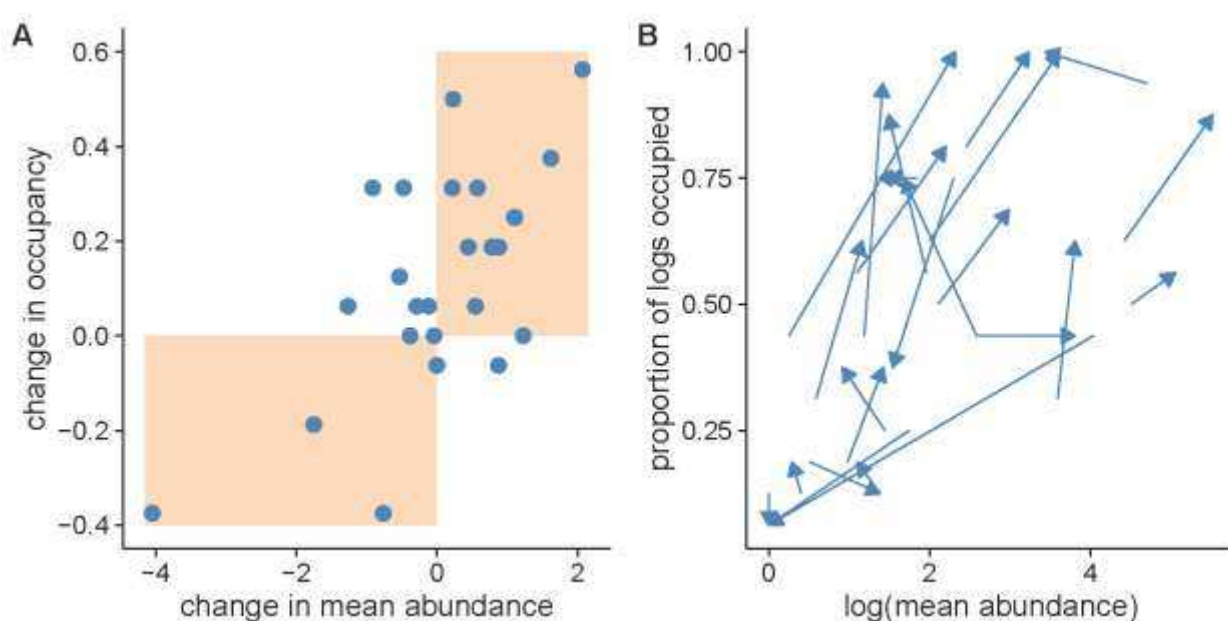 A
0.6
0.4
0.2
0.0
−0.2
−0.4
−4
−2
0
2
change in occupancy
change in mean abundance
B
1.00
0.75
0.50
0.25
0
2
4
proportion of logs occupied
log(mean abundance)